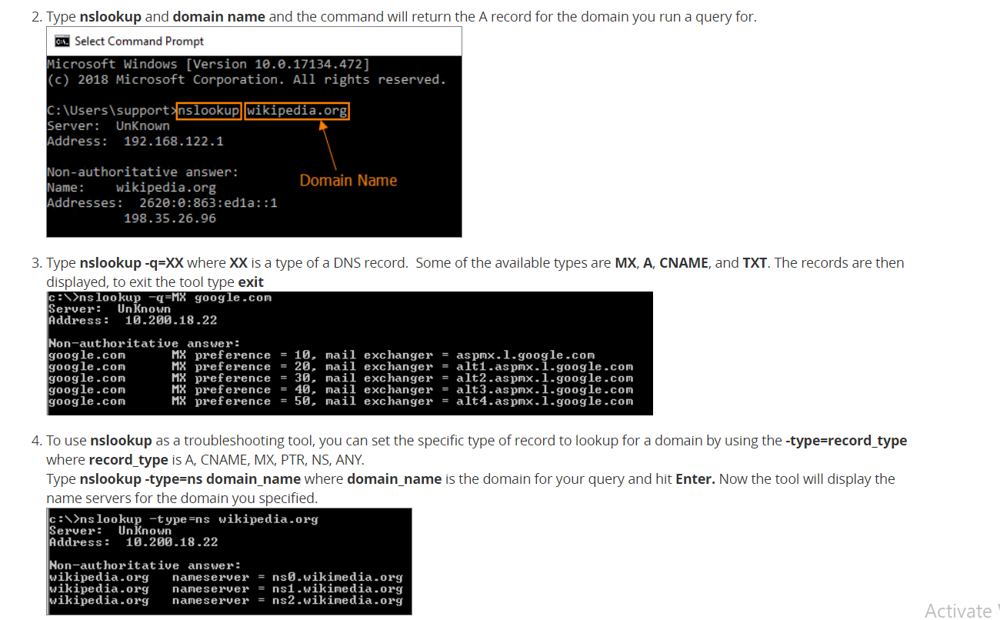 2. Type nslookup and domain name and the command will return the A record for the domain you run a query for.
Select Command Prompt
Microsoft Windows [Version 10.0.17134.472]
(c) 2018 Microsoft Corporation. All rights reserved.
C:\Users\support>nslookup wikipedia.org
Server:  UnKnown
Address:  192.168.122.1
Non-authoritative answer:
Name:    wikipedia.org
Addresses:  2620:0:863:ed1a::1
198.35.26.96
Domain Name
3. Type nslookup -q=XX where XX is a type of a DNS record.  Some of the available types are MX, A, CNAME, and TXT. The records are then
displayed, to exit the tool type exit
c:\>nslookup -q=MX google.com
Server:  UnKnown
Address:  10.200.18.22
Non-authoritative answer:
google.com      MX preference = 10, mail exchanger = aspmx.l.google.com
google.com      MX preference = 20, mail exchanger = alt1.aspmx.l.google.com
google.com      MX preference = 30, mail exchanger = alt2.aspmx.l.google.com
google.com      MX preference = 40, mail exchanger = alt3.aspmx.l.google.com
google.com      MX preference = 50, mail exchanger = alt4.aspmx.l.google.com
4. To use nslookup as a troubleshooting tool, you can set the specific type of record to lookup for a domain by using the -type=record_type
where record_type is A, CNAME, MX, PTR, NS, ANY.
Type nslookup -type=ns domain_name where domain_name is the domain for your query and hit Enter. Now the tool will display the
name servers for the domain you specified.
c:\>nslookup -type=ns wikipedia.org
Server:  UnKnown
Address:  10.200.18.22
Non-authoritative answer:
wikipedia.org   nameserver = ns0.wikimedia.org
wikipedia.org   nameserver = ns1.wikimedia.org
wikipedia.org   nameserver = ns2.wikimedia.org
Activate